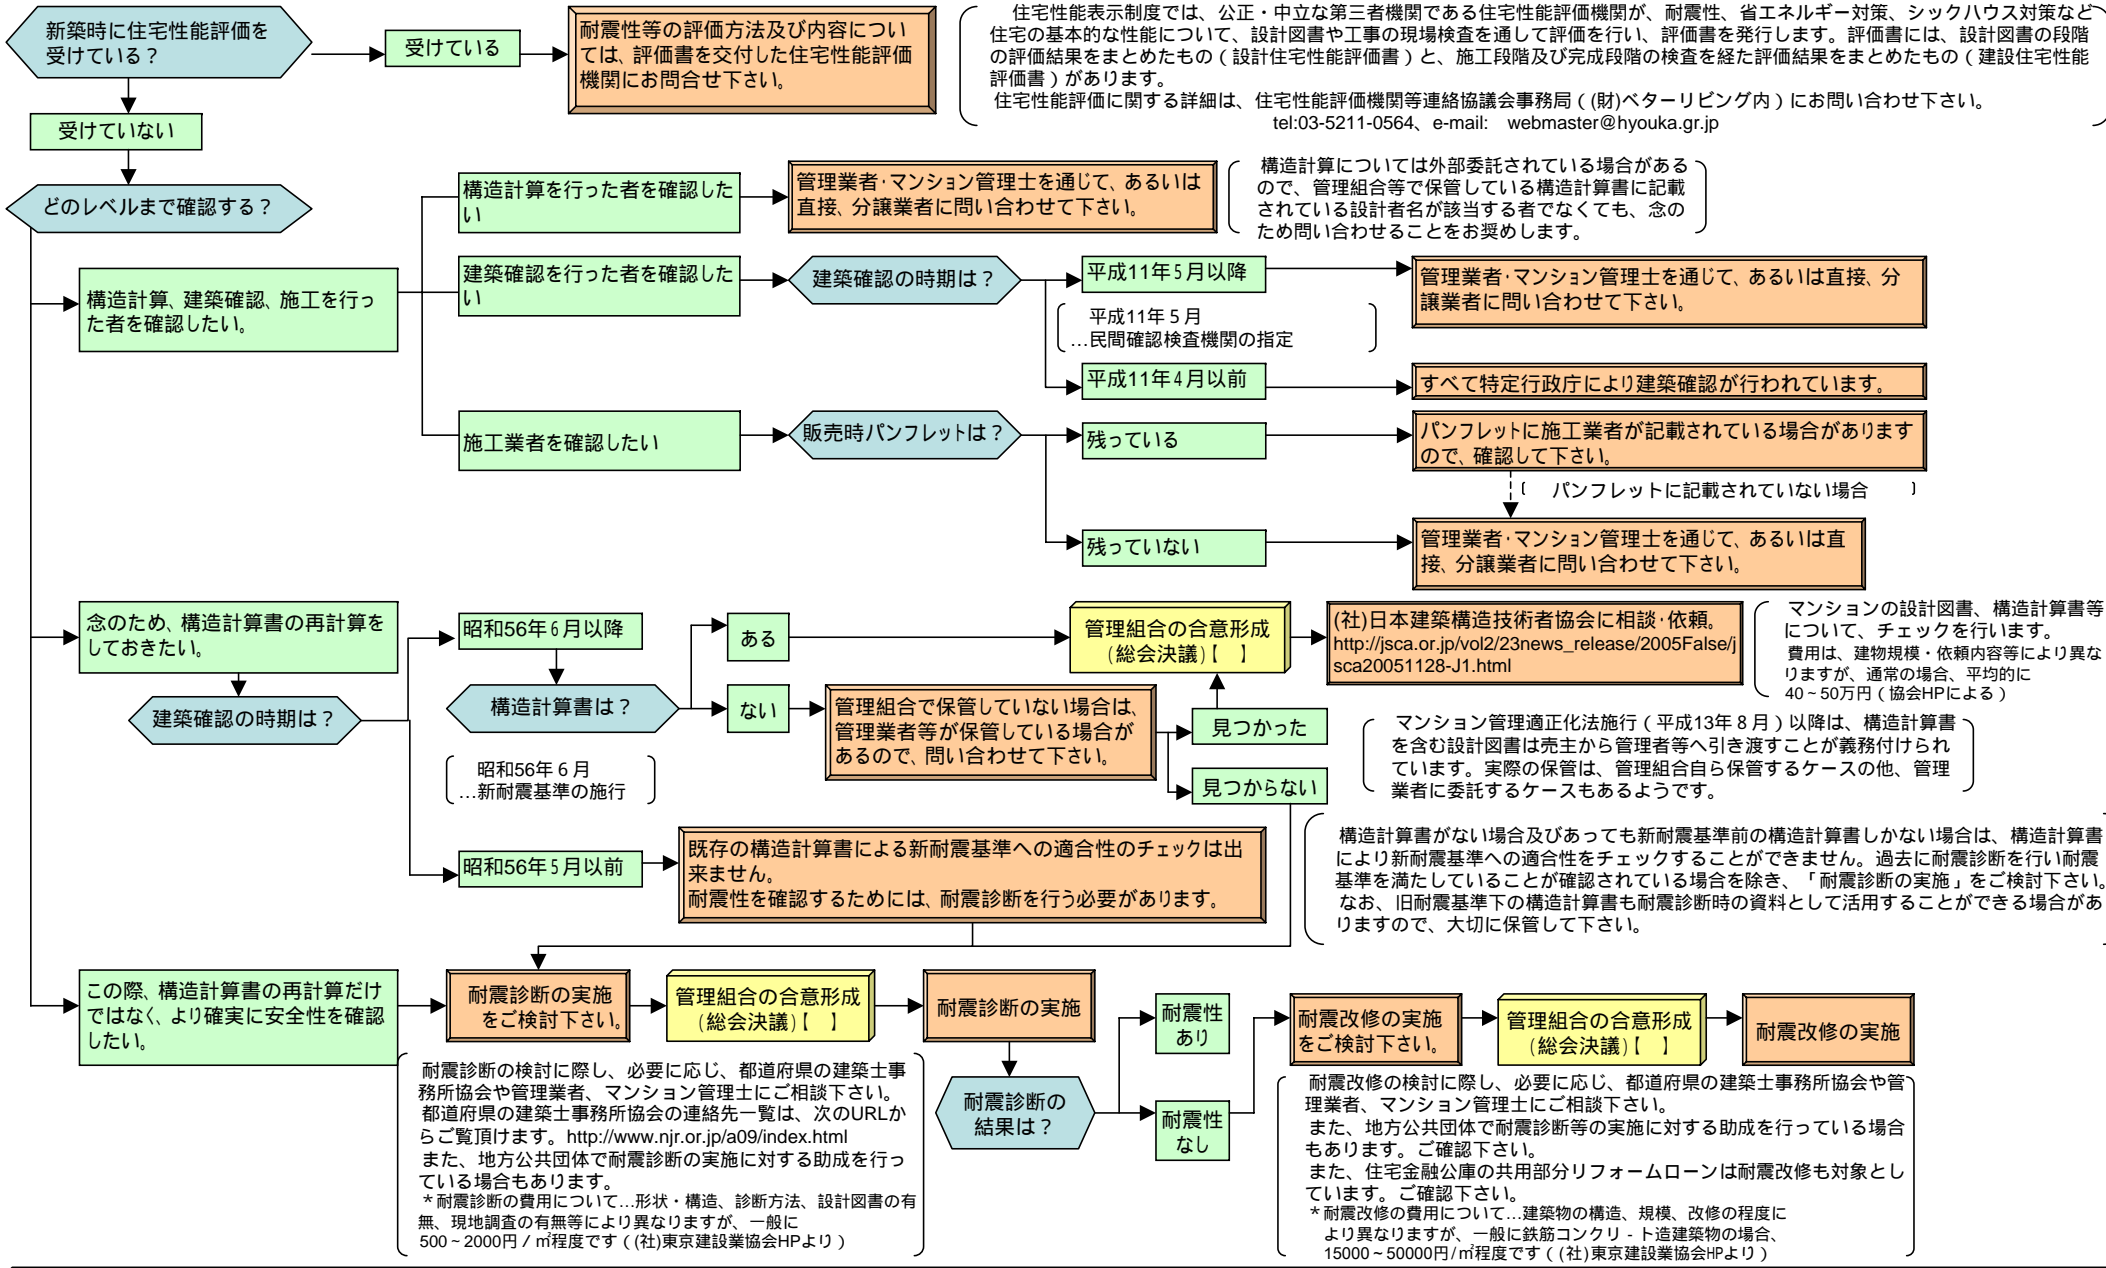 新築時に住宅性能評価を
受けている？
受けている
耐震性等の評価方法及び内容につい
ては、評価書を交付した住宅性能評価
機関にお問合せ下さい。
住宅性能表示制度では、公正・中立な第三者機関である住宅性能評価機関が、耐震性、省エネルギー対策、シックハウス対策など
住宅の基本的な性能について、設計図書や工事の現場検査を通して評価を行い、評価書を発行します。評価書には、設計図書の段階
の評価結果をまとめたもの（設計住宅性能評価書）と、施工段階及び完成段階の検査を経た評価結果をまとめたもの（建設住宅性能
評価書）があります。
住宅性能評価に関する詳細は、住宅性能評価機関等連絡協議会事務局（(財)ベターリビング内）にお問い合わせ下さい。
tel:03-5211-0564、e-mail:　webmaster@hyouka.gr.jp
受けていない
どのレベルまで確認する？
構造計算、建築確認、施工を行っ
た者を確認したい。
構造計算を行った者を確認した
い
管理業者・マンション管理士を通じて、あるいは
直接、分譲業者に問い合わせて下さい。
構造計算については外部委託されている場合がある
ので、管理組合等で保管している構造計算書に記載
されている設計者名が該当する者でなくても、念の
ため問い合わせることをお奨めします。
建築確認を行った者を確認した
い
建築確認の時期は？
平成11年5月以降
管理業者・マンション管理士を通じて、あるいは直接、分
譲業者に問い合わせて下さい。
平成11年５月
…民間確認検査機関の指定
平成11年4月以前
すべて特定行政庁により建築確認が行われています。
施工業者を確認したい
販売時パンフレットは？
残っている
パンフレットに施工業者が記載されている場合があります
ので、確認して下さい。
パンフレットに記載されていない場合
残っていない
管理業者・マンション管理士を通じて、あるいは直
接、分譲業者に問い合わせて下さい。
念のため、構造計算書の再計算を
しておきたい。
建築確認の時期は？
昭和56年6月以降
構造計算書は？
昭和56年６月
…新耐震基準の施行
ある
ない
管理組合の合意形成
(総会決議)【　】
(社)日本建築構造技術者協会に相談・依頼。
http://jsca.or.jp/vol2/23news_release/2005False/j
sca20051128-J1.html
マンションの設計図書、構造計算書等
について、チェックを行います。
費用は、建物規模・依頼内容等により異な
りますが、通常の場合、平均的に
40～50万円（協会HPによる）
管理組合で保管していない場合は、
管理業者等が保管している場合が
あるので、問い合わせて下さい。
見つかった
見つからない
マンション管理適正化法施行（平成13年８月）以降は、構造計算書
を含む設計図書は売主から管理者等へ引き渡すことが義務付けられ
ています。実際の保管は、管理組合自ら保管するケースの他、管理
業者に委託するケースもあるようです。
昭和56年5月以前
既存の構造計算書による新耐震基準への適合性のチェックは出
来ません。
耐震性を確認するためには、耐震診断を行う必要があります。
構造計算書がない場合及びあっても新耐震基準前の構造計算書しかない場合は、構造計算書
により新耐震基準への適合性をチェックすることができません。過去に耐震診断を行い耐震
基準を満たしていることが確認されている場合を除き、「耐震診断の実施」をご検討下さい。
なお、旧耐震基準下の構造計算書も耐震診断時の資料として活用することができる場合があ
りますので、大切に保管して下さい。
この際、構造計算書の再計算だけ
ではなく、より確実に安全性を確認
したい。
耐震診断の実施
をご検討下さい。
管理組合の合意形成
(総会決議)【　】
耐震診断の実施
耐震診断の
結果は？
耐震性
あり
耐震性
なし
耐震改修の実施
をご検討下さい。
管理組合の合意形成
(総会決議)【　】
耐震改修の実施
耐震診断の検討に際し、必要に応じ、都道府県の建築士事
務所協会や管理業者、マンション管理士にご相談下さい。
都道府県の建築士事務所協会の連絡先一覧は、次のURLか
らご覧頂けます。http://www.njr.or.jp/a09/index.html
また、地方公共団体で耐震診断の実施に対する助成を行っ
ている場合もあります。
＊耐震診断の費用について…形状・構造、診断方法、設計図書の有
無、現地調査の有無等により異なりますが、一般に
500～2000円／㎡程度です（(社)東京建設業協会HPより）
耐震改修の検討に際し、必要に応じ、都道府県の建築士事務所協会や管
理業者、マンション管理士にご相談下さい。
また、地方公共団体で耐震診断等の実施に対する助成を行っている場合
もあります。ご確認下さい。
また、住宅金融公庫の共用部分リフォームローンは耐震改修も対象とし
ています。ご確認下さい。
＊耐震改修の費用について…建築物の構造、規模、改修の程度に
より異なりますが、一般に鉄筋コンクリ‐ト造建築物の場合、
15000～50000円/㎡程度です（(社)東京建設業協会HPより）